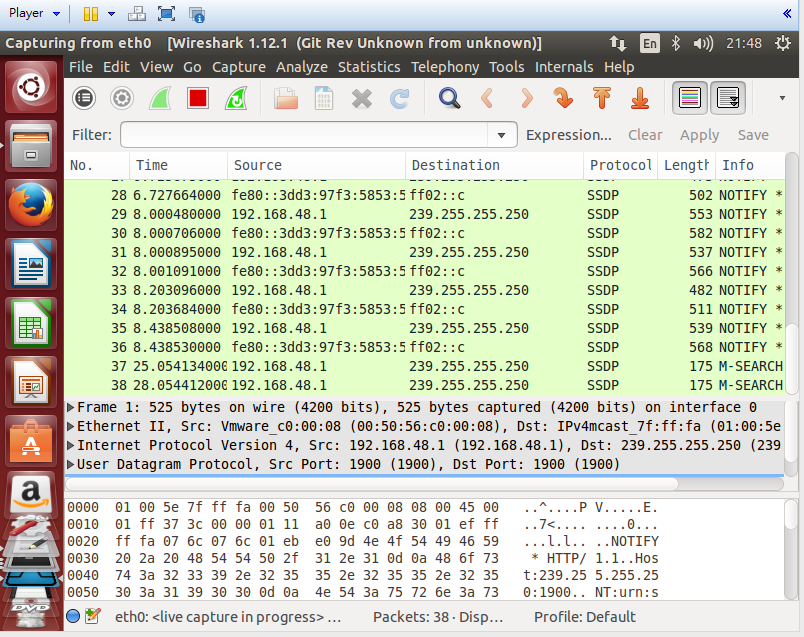 Player
Capturing from eth0 [Wireshark 1.12.1 (Git Rev Unknown from unknown)] En 21:48
File Edit View Go Capture Analyze Statistics Telephony Tools Internals Help
Filter: Expression... Clear Apply Save
No. Time Source Destination Protocol Length Info
28 6.727664000 fe80::3dd3:97f3:5853:5 ff02::c SSDP 502 NOTIFY *
29 8.000480000 192.168.48.1 239.255.255.250 SSDP 553 NOTIFY *
30 8.000706000 fe80::3dd3:97f3:5853:5 ff02::c SSDP 582 NOTIFY *
31 8.000895000 192.168.48.1 239.255.255.250 SSDP 537 NOTIFY *
32 8.001091000 fe80::3dd3:97f3:5853:5 ff02::c SSDP 566 NOTIFY *
33 8.203096000 192.168.48.1 239.255.255.250 SSDP 482 NOTIFY *
34 8.203684000 fe80::3dd3:97f3:5853:5 ff02::c SSDP 511 NOTIFY *
35 8.438508000 192.168.48.1 239.255.255.250 SSDP 539 NOTIFY *
36 8.438530000 fe80::3dd3:97f3:5853:5 ff02::c SSDP 568 NOTIFY *
37 25.054134000 192.168.48.1 239.255.255.250 SSDP 175 M-SEARCH
38 28.054412000 192.168.48.1 239.255.255.250 SSDP 175 M-SEARCH
Frame 1: 525 bytes on wire (4200 bits), 525 bytes captured (4200 bits) on interface 0
Ethernet II, Src: Vmware_c0:00:08 (00:50:56:c0:00:08), Dst: IPv4mcast_7f:ff:fa (01:00:5e
Internet Protocol Version 4, Src: 192.168.48.1 (192.168.48.1), Dst: 239.255.255.250 (239
User Datagram Protocol, Src Port: 1900 (1900), Dst Port: 1900 (1900)
0000 01 00 5e 7f ff fa 00 50 56 c0 00 08 08 00 45 00 ..^....P V.....E.
0010 01 ff 37 3c 00 00 01 11 a0 0e c0 a8 30 01 ef ff ..7<.... ....0...
0020 ff fa 07 6c 07 6c 01 eb e0 9d 4e 4f 54 49 46 59 ...l.l.. ..NOTIFY
0030 20 2a 20 48 54 54 50 2f 31 2e 31 0d 0a 48 6f 73 * HTTP/ 1.1..Hos
0040 74 3a 32 33 39 2e 32 35 35 2e 32 35 35 2e 32 35 t:239.25 5.255.25
0050 30 3a 31 39 30 30 0d 0a 4e 54 3a 75 72 6e 3a 73 0:1900.. NT:urn:s
eth0: <live capture in progress> ... Packets: 38 · Disp... Profile: Default
a
DVD